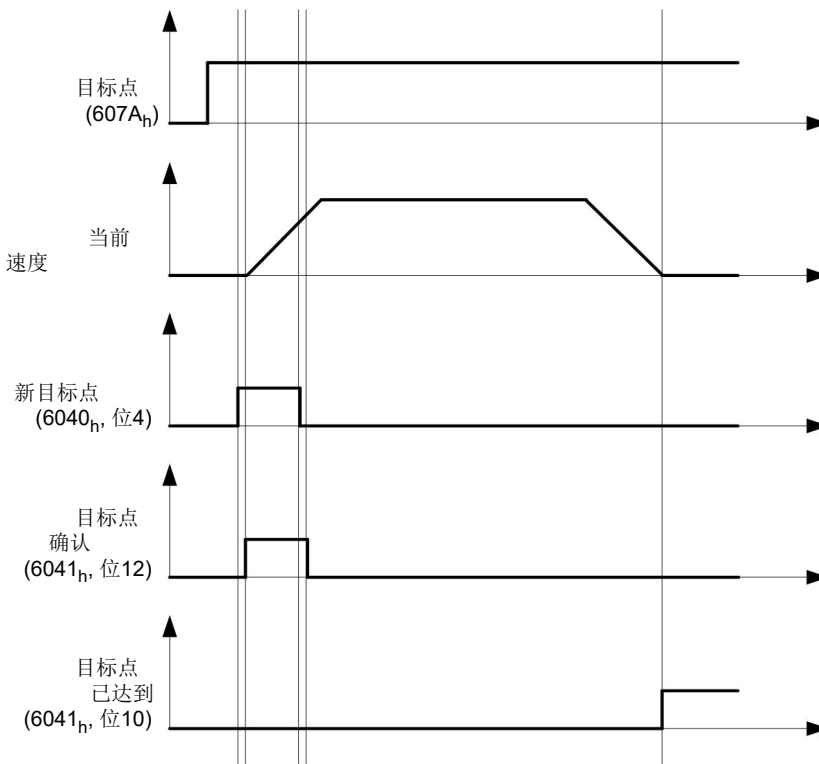 目标点
(607Ah)
当前
速度
新目标点
(6040h, 位4)
目标点
确认
(6041h, 位12)
目标点
已达到
(6041h, 位10)